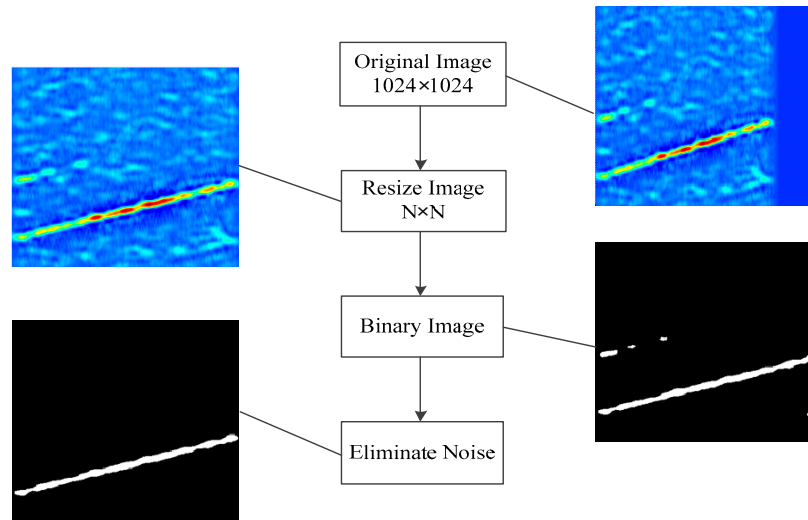 Original Image
1024×1024
Resize Image
N×N
Binary Image
Eliminate Noise